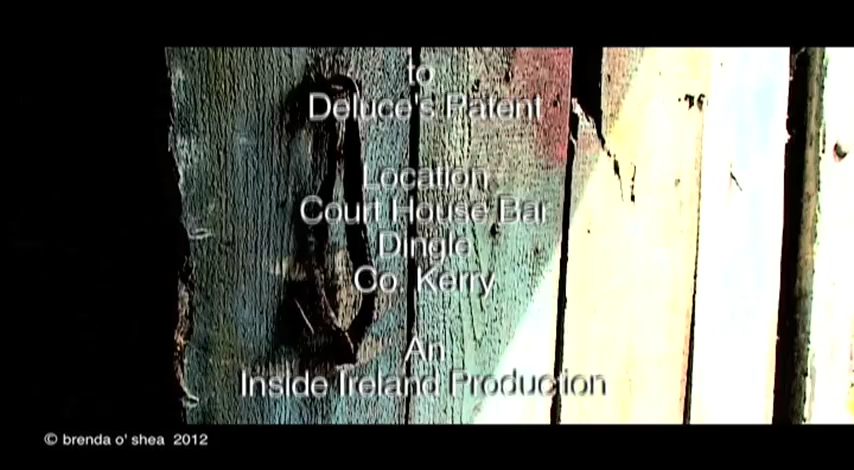 to
Deluce's Patent
Location
Court House Bar
Dingle
Co. Kerry
An
Inside Ireland Production
© brenda o' shea 2012